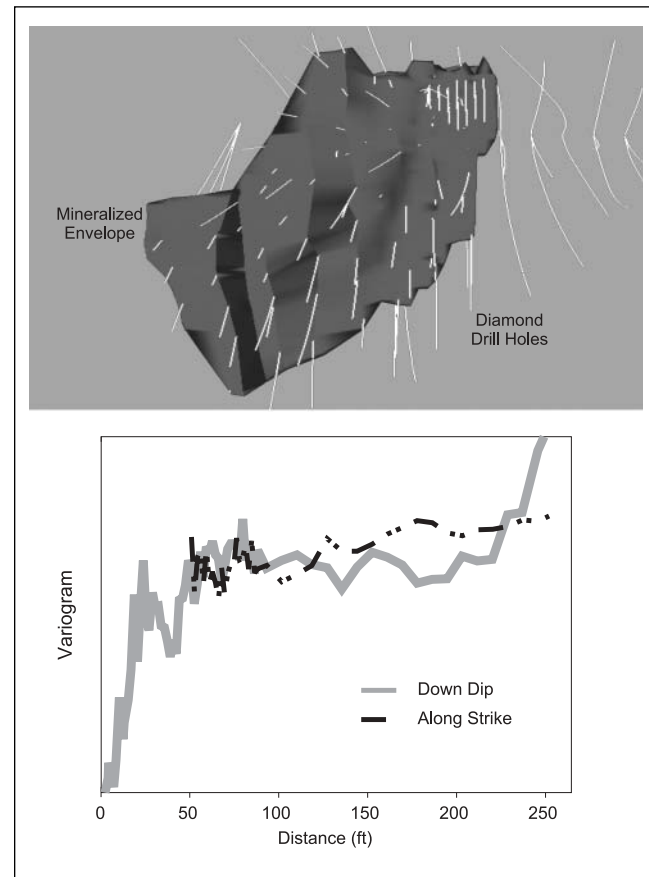 Mineralized
Envelope
Diamond
Drill Holes
Variogram
Down Dip
Along Strike
0
50
100
150
200
250
Distance (ft)